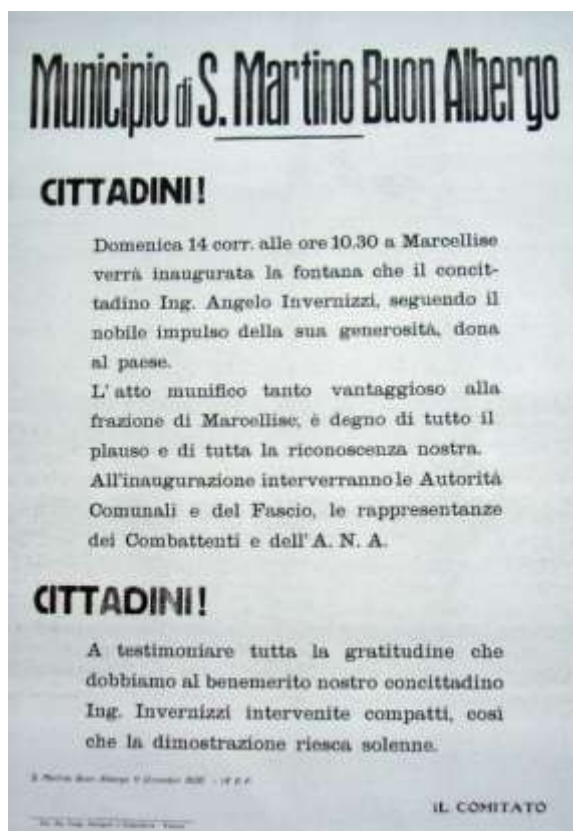 Municipio di S. Martino Buon Albergo
CITTADINI!
Domenica 14 corr. alle ore 10.30 a Marcellise
verrà inaugurata la fontana che il concit-
tadino Ing. Angelo Invernizzi, seguendo il
nobile impulso della sua generosità, dona
al paese.
L'atto munifico tanto vantaggioso alla
frazione di Marcellise, è degno di tutto il
plauso e di tutta la riconoscenza nostra.
All'inaugurazione interverranno le Autorità
Comunali e del Fascio, le rappresentanze
dei Combattenti e dell'A. N. A.
CITTADINI!
A testimoniare tutta la gratitudine che
dobbiamo al benemerito nostro concittadino
Ing. Invernizzi intervenite compatti, così
che la dimostrazione riesca solenne.
S. Martino Buon Albergo
IL COMITATO